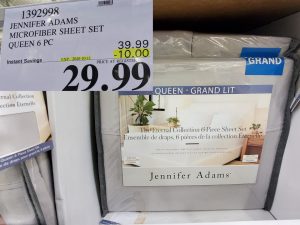 1392998
JENNIFER ADAMS
MICROFIBER SHEET SET
QUEEN 6 PC
39.99
Instant Savings
-10.00
29.99
GRAND
QUEEN · GRAND LIT
The Eternal Collection 6-Piece Sheet Set
Ensemble de draps, 6 pièces de la collection Eternelle
Jennifer Adams